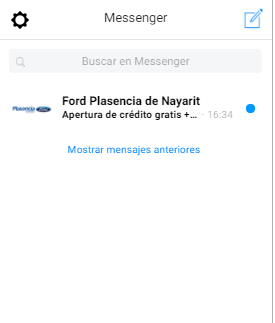 Messenger
Buscar en Messenger
Ford Plasencia de Nayarit
Plasencia Ford
Apertura de crédito gratis +... · 16:34
Mostrar mensajes anteriores